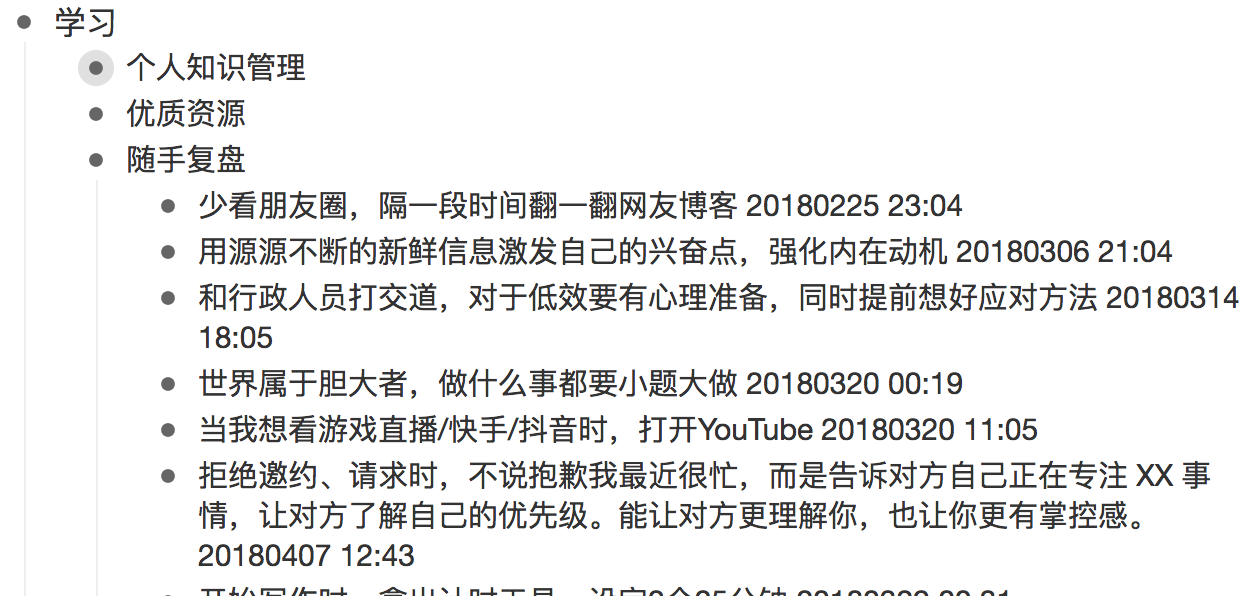 学习
个人知识管理
优质资源
随手复盘
少看朋友圈，隔一段时间翻一翻网友博客 20180225 23:04
用源源不断的新鲜信息激发自己的兴奋点，强化内在动机 20180306 21:04
和行政人员打交道，对于低效要有心理准备，同时提前想好应对方法 20180314
18:05
世界属于胆大者，做什么事都要小题大做 20180320 00:19
当我想看游戏直播/快手/抖音时，打开YouTube 20180320 11:05
拒绝邀约、请求时，不说抱歉我最近很忙，而是告诉对方自己正在专注 XX 事
情，让对方了解自己的优先级。能让对方更理解你，也让你更有掌控感。
20180407 12:43